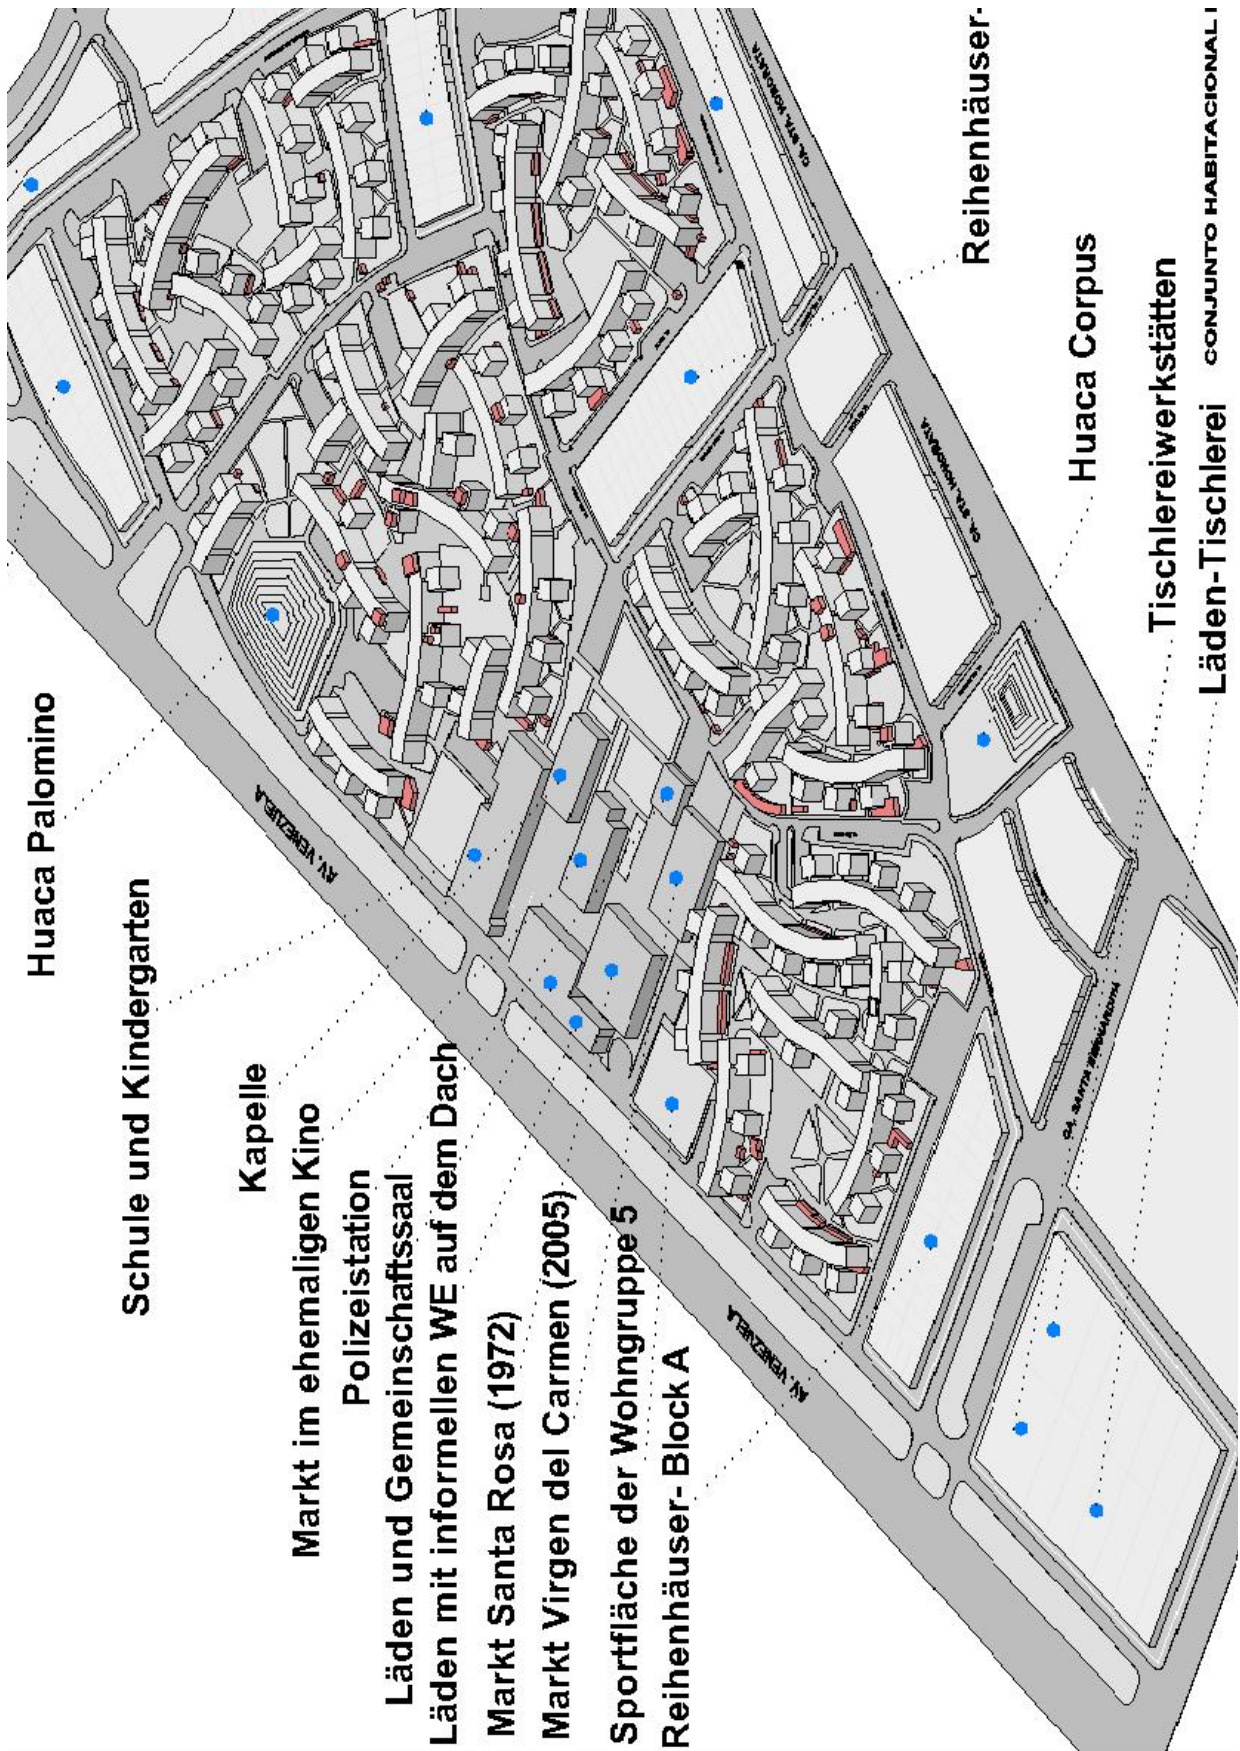 Huaca Palomino
Schule und Kindergarten
Kapelle
Markt im ehemaligen Kino
Polizeistation
Läden und Gemeinschaftssaal
Läden mit informellen WE auf dem Dach
Markt Santa Rosa (1972)
Markt Virgen del Carmen (2005)
Sportfläche der Wohngruppe 5
Reihenhäuser- Block A
AV. VENEZUELA
AV. VENEZUELA
AV. VENEZUELA
CA. STA. HONORATA
CA. STA. HONORATA
CA. SANTA BERNARDITA
Reihenhäuser-
Huaca Corpus
Tischlereiwerkstätten
Läden-Tischlerei
CONJUNTO HABITACIONAL